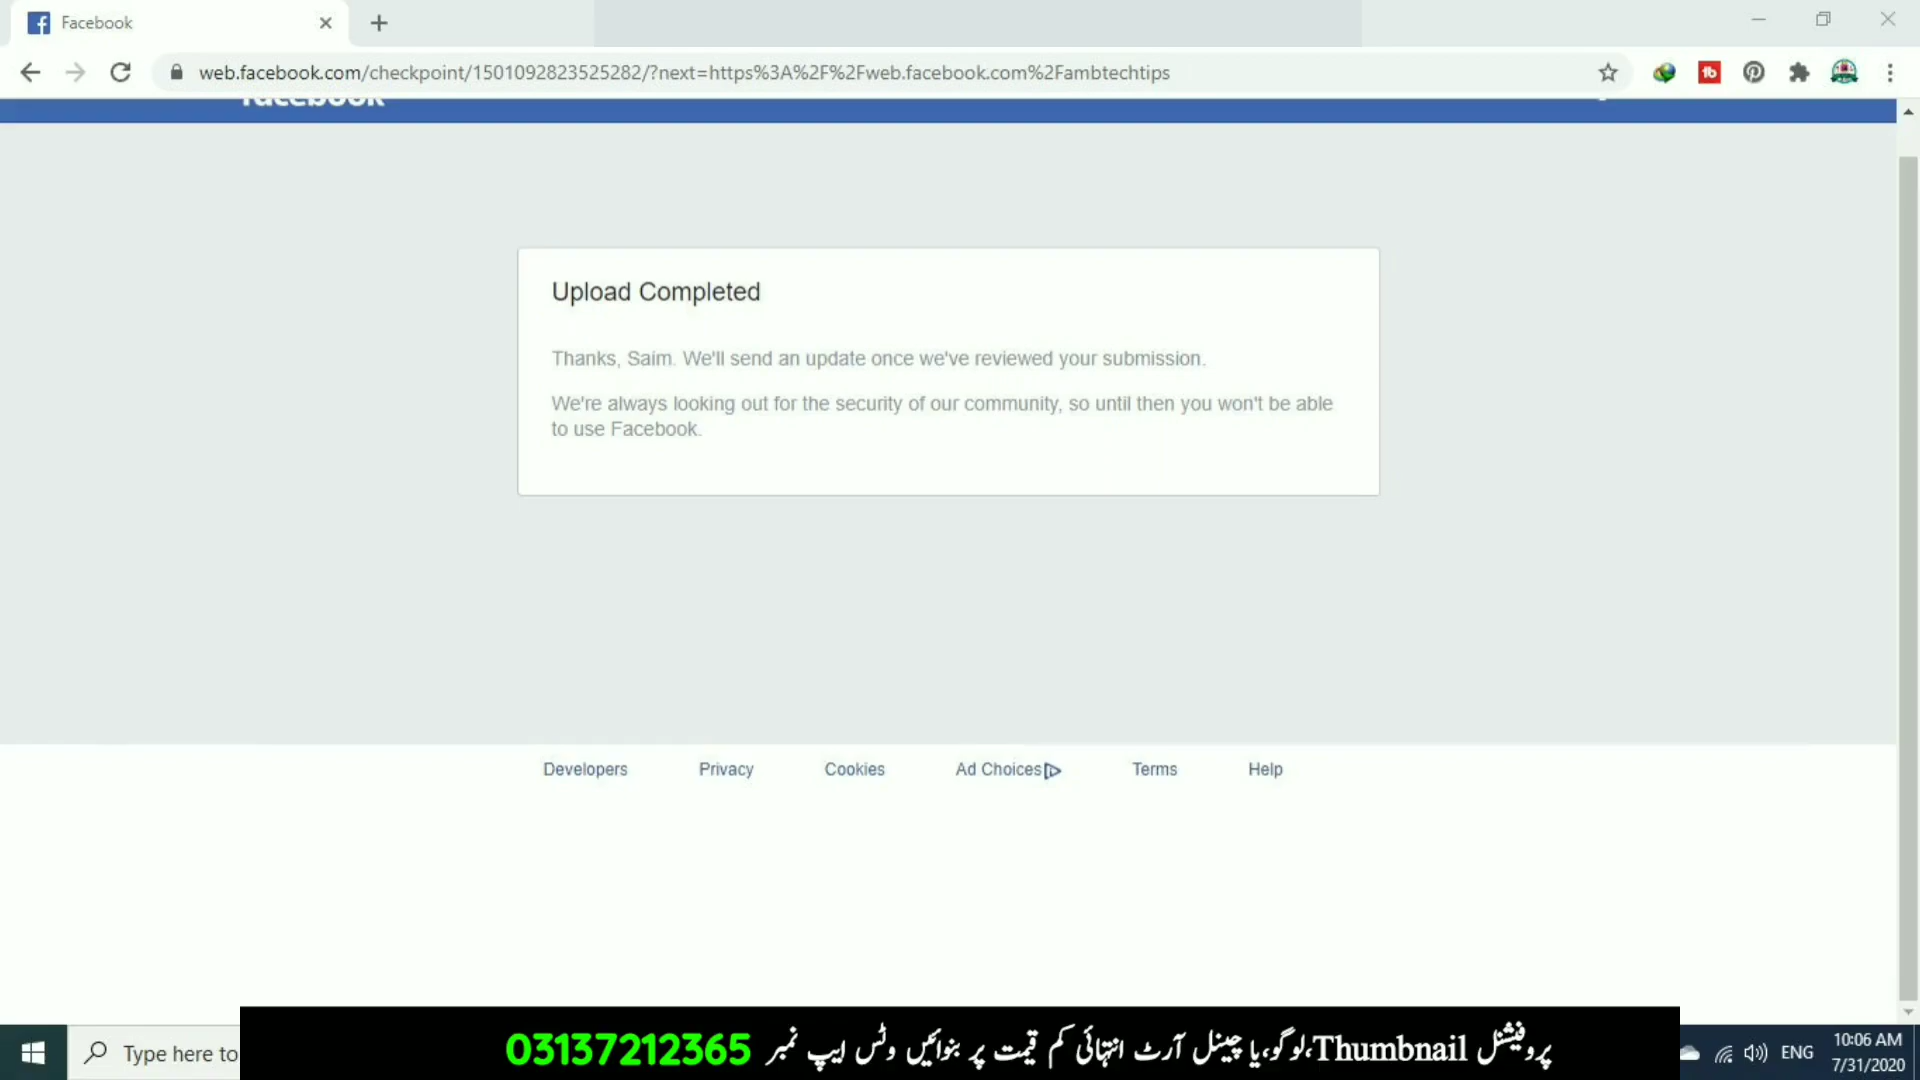 Facebook
web.facebook.com/checkpoint/1501092823525282/?next=https%3A%2F%2Fweb.facebook.com%2Fambtechtips
facebook
Upload Completed
Thanks, Saim. We'll send an update once we've reviewed your submission.
We're always looking out for the security of our community, so until then you won't be able
to use Facebook.
Developers
Privacy
Cookies
Ad Choices
Terms
Help
Type here to
پروفیشنل Thumbnail،لوگو،یا چینل آرٹ انتہائی کم قیمت پر بنوائیں وٹس ایپ نمبر 03137212365
ENG
10:06 AM
7/31/2020